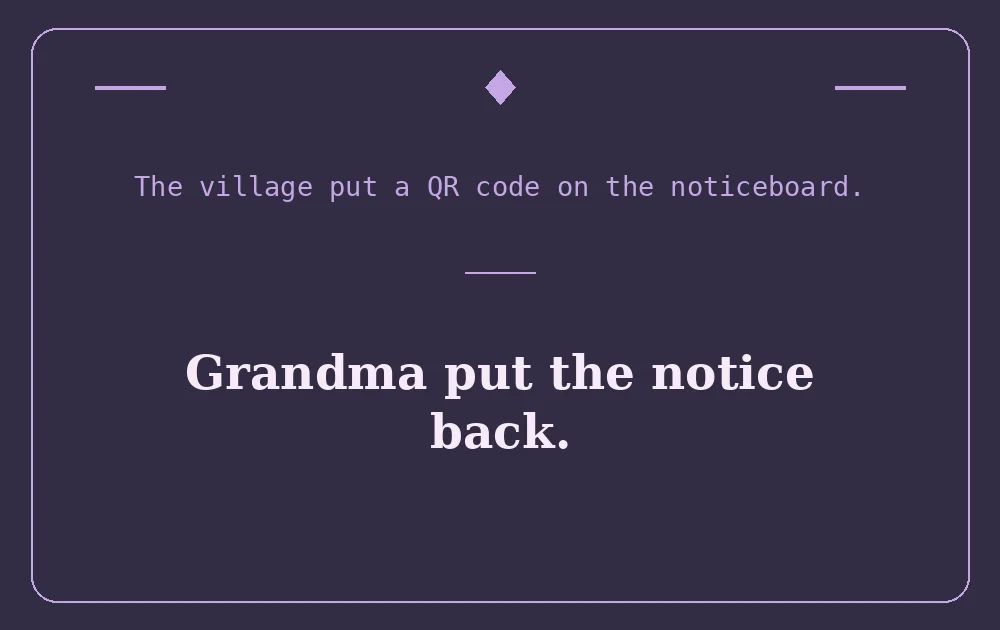 The village put a QR code on the noticeboard.
Grandma put the notice
back.